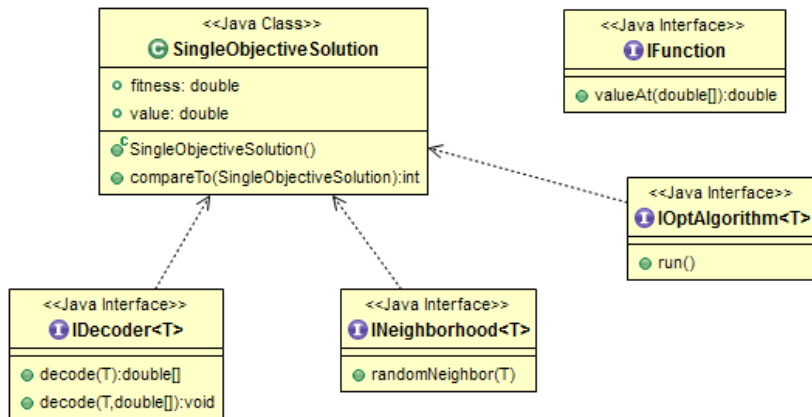 <<Java Class>>
SingleObjectiveSolution
fitness: double
value: double
SingleObjectiveSolution()
compareTo(SingleObjectiveSolution):int
<<Java Interface>>
IFunction
valueAt(double[]):double
<<Java Interface>>
IOptAlgorithm<T>
run()
<<Java Interface>>
IDecoder<T>
decode(T):double[]
decode(T,double[]):void
<<Java Interface>>
INeighborhood<T>
randomNeighbor(T)